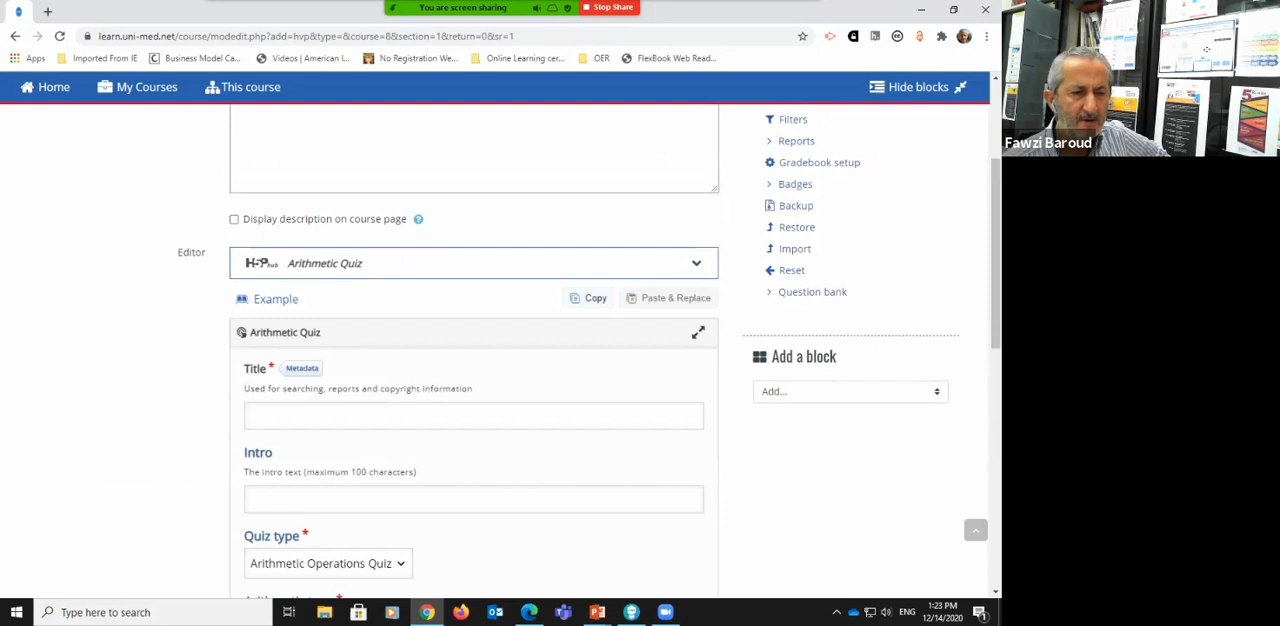 You are screen sharing
Stop Share
learn.uni-med.net/course/modedit.php?add=hvp&type=&course=8&section=1&return=0&sr=1
Apps
Imported From IE
Business Model Ca...
Videos | American I...
No Registration We...
Online Learning cer...
OER
FlexBook Web Read...
Home
My Courses
This course
Hide blocks
Fawzi Baroud
Display description on course page
Editor
H5P hub
Arithmetic Quiz
Example
Copy
Paste & Replace
Arithmetic Quiz
Title *
Metadata
Used for searching, reports and copyright information
Intro
The intro text (maximum 100 characters)
Quiz type *
Arithmetic Operations Quiz
Filters
Reports
Gradebook setup
Badges
Backup
Restore
Import
Reset
Question bank
Add a block
Add...
Type here to search
ENG
1:23 PM
12/14/2020